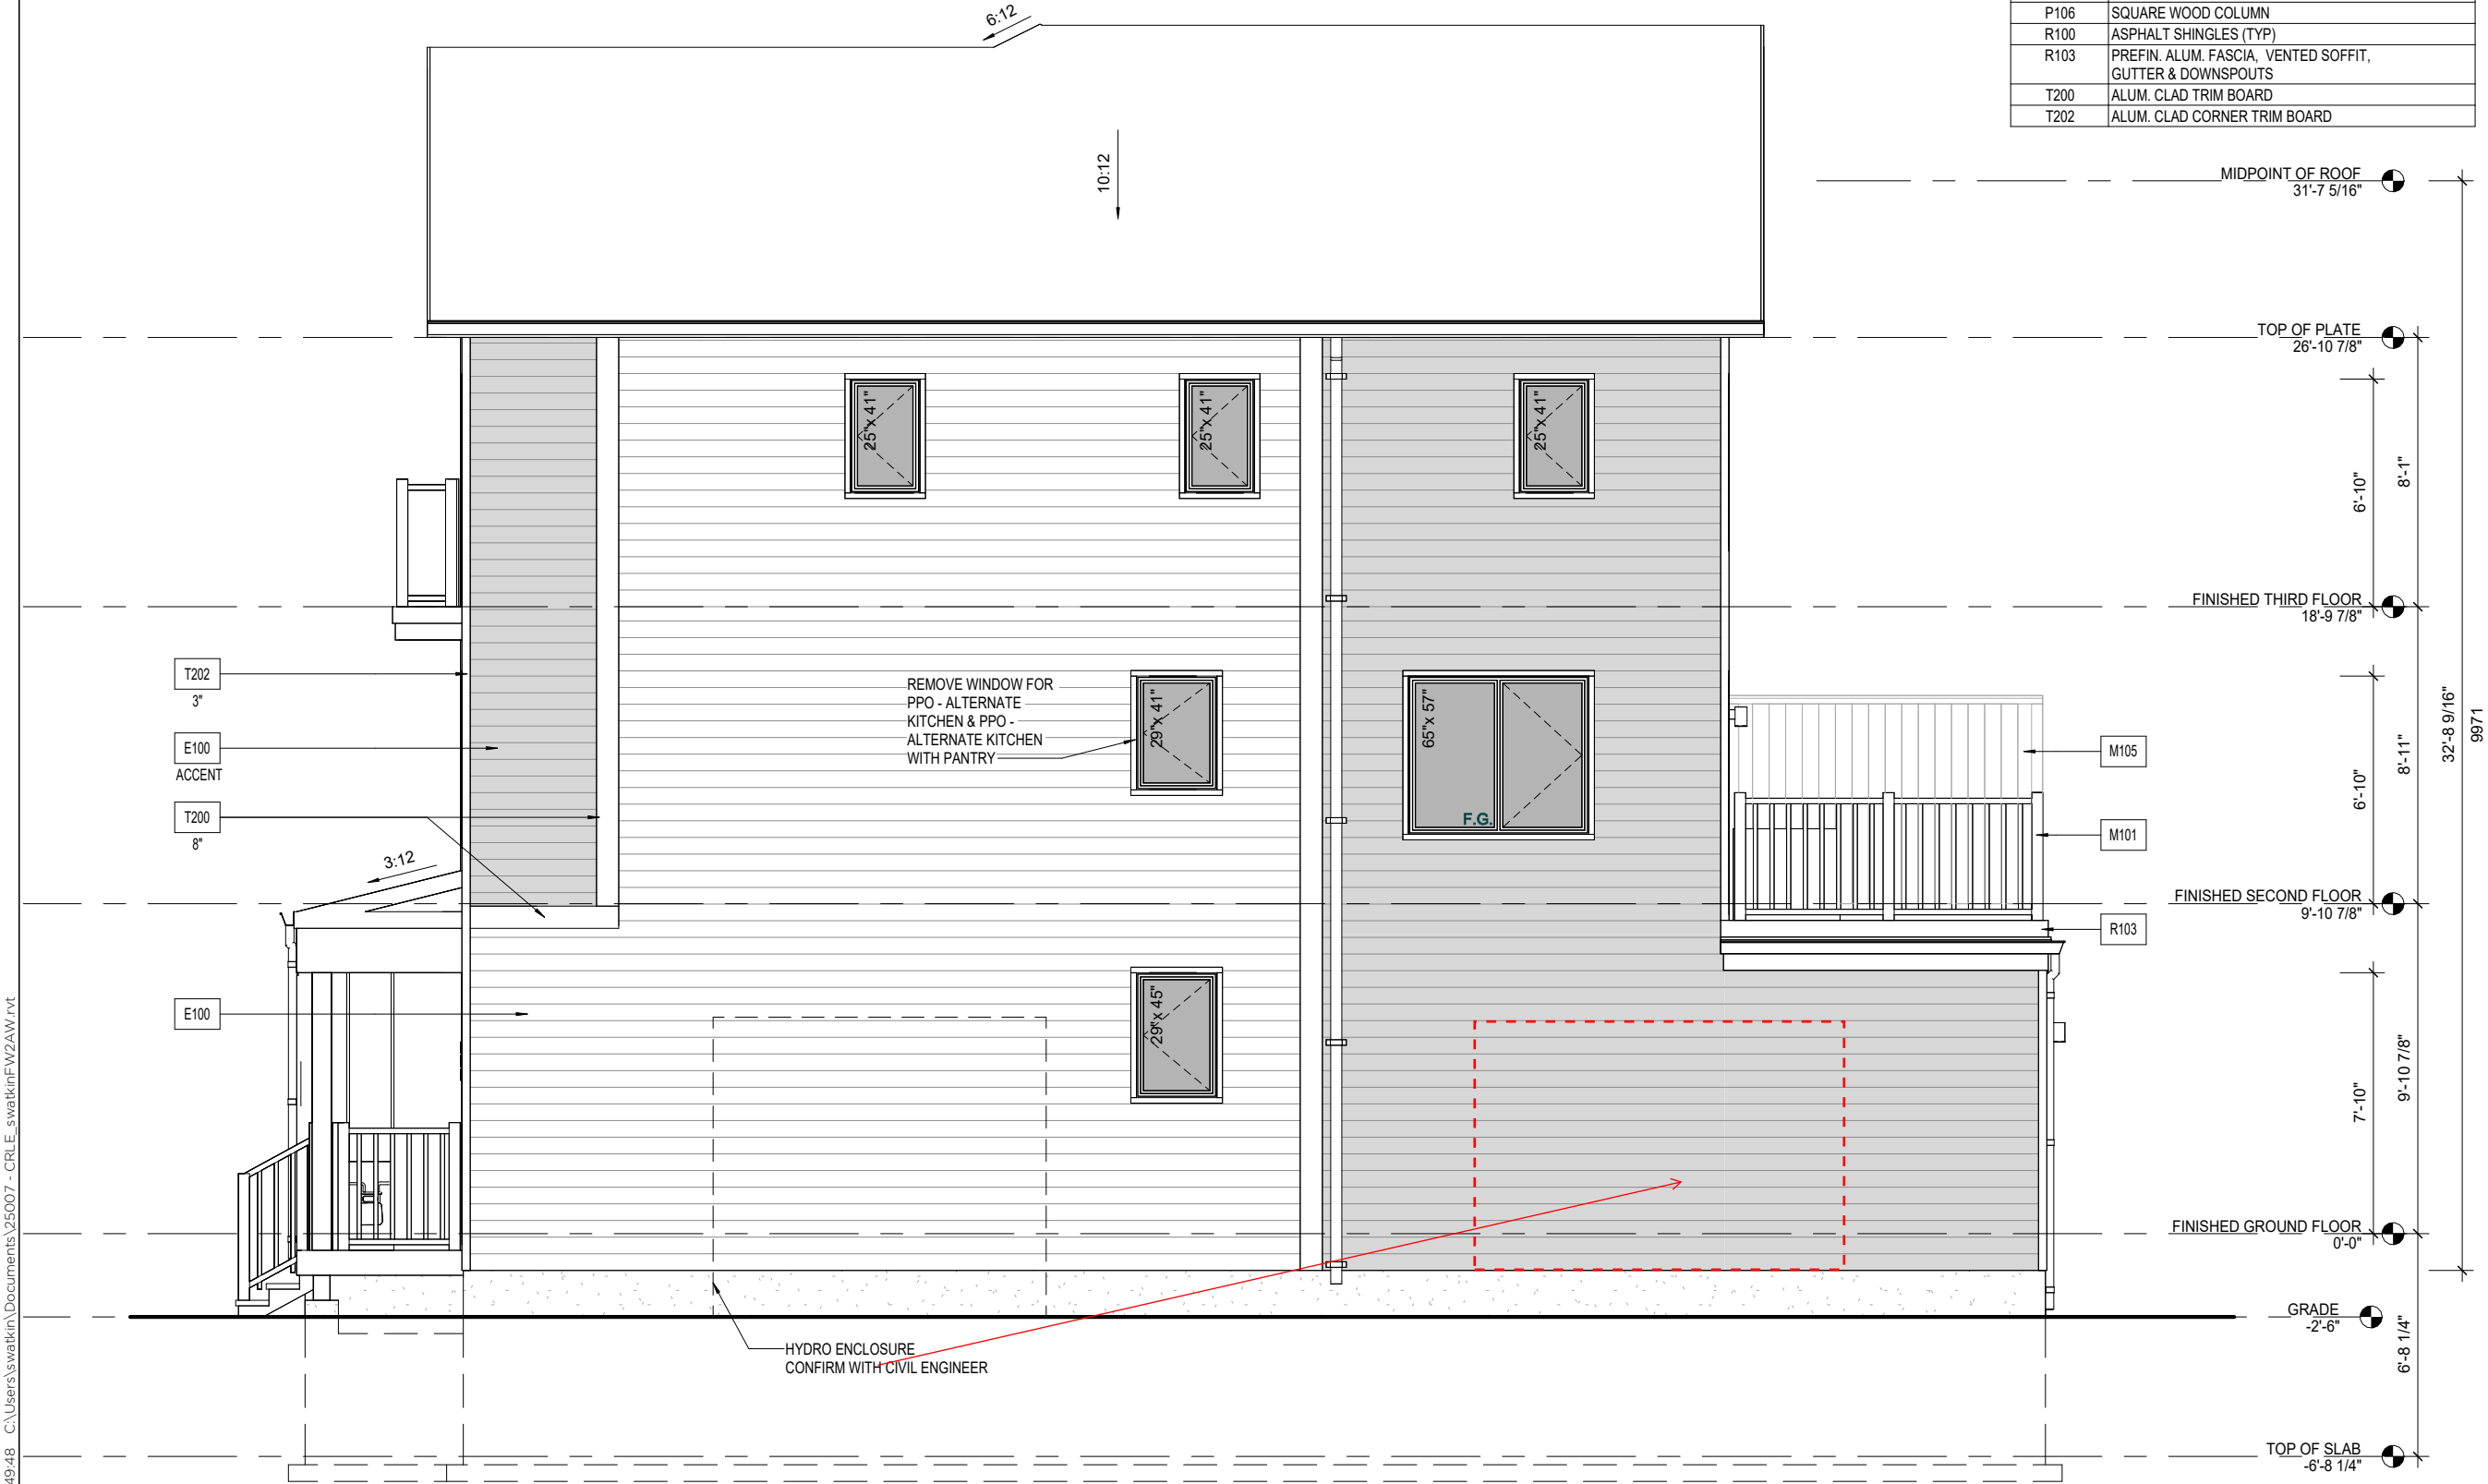 P106 SQUARE WOOD COLUMN
R100 ASPHALT SHINGLES (TYP)
R103 PREFIN. ALUM. FASCIA, VENTED SOFFIT,
GUTTER & DOWNSPOUTS
T200 ALUM. CLAD TRIM BOARD
T202 ALUM. CLAD CORNER TRIM BOARD
6:12
10:12
MIDPOINT OF ROOF
31'-7 5/16"
TOP OF PLATE
26'-10 7/8"
25"x 41"
25"x 41"
25"x 41"
6'-10"
8'-1"
FINISHED THIRD FLOOR
18'-9 7/8"
T202
3"
E100
ACCENT
T200
8"
3:12
REMOVE WINDOW FOR
PPO - ALTERNATE
KITCHEN & PPO -
ALTERNATE KITCHEN
WITH PANTRY
29"x 41"
65"x 57"
F.G.
M105
M101
R103
6'-10"
8'-11"
32'-8 9/16"
9971
FINISHED SECOND FLOOR
9'-10 7/8"
E100
29"x 45"
7'-10"
9'-10 7/8"
FINISHED GROUND FLOOR
0'-0"
GRADE
-2'-6"
HYDRO ENCLOSURE
CONFIRM WITH CIVIL ENGINEER
6'-8 1/4"
TOP OF SLAB
-6'-8 1/4"
49:48 C:\Users\swatkin\Documents\25007 - CRLE_swatkinFW2AW.rvt